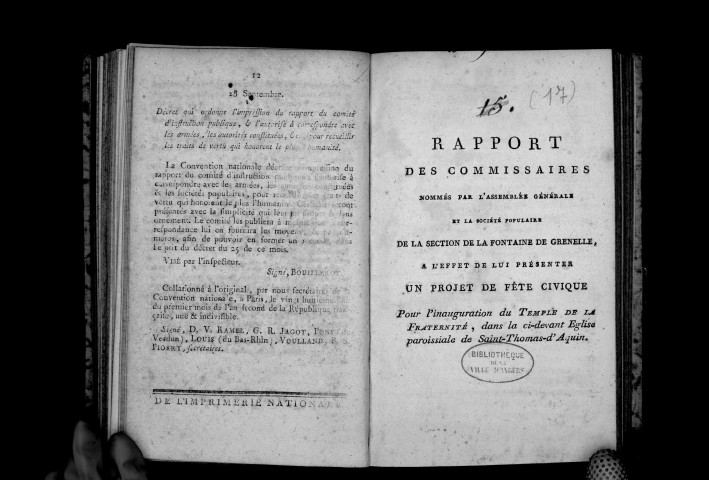 12
28 Septembre.
Décret qui ordonne l'impression du rapport du comité
d'instruction publique, & l'autorise à correspondre avec
les armées, les autorités constituées, &c. pour recueillir
les traits de vertu qui honorent le plus l'humanité.
La Convention nationale décrète l'impression du
rapport du comité d'instruction publique, l'autorise à
correspondre avec les armées, les autorités constituées
& les sociétés populaires, pour traits de
vertu qui honorent le plus l'humanité. seront
présentés avec la simplicité qui leur sans
ornement. Le comité les publiera à mesure
respondance lui en fournira les moyens,
méros, afin de pouvoir en former un
le prix du décret du 25 de ce mois.
Visé par l'inspecteur.
Signé, BOUILLEROT.
Collationné à l'original, par nous secrétaires de
Convention nationale, à Paris, le vingt-huitième
du premier mois de l'an second de la République fran-
çaise, une & indivisible.
Signé, D. V. RAMEL, G. R. JAGOT, PONS (de
Verdun), LOUIS (du Bas-Rhin), VOULLAND,
PIORRY, secrétaires.
DE L'IMPRIMERIE NATIONALE
15. (17)
RAPPORT
DES COMMISSAIRES
NOMMÉS PAR L'ASSEMBLÉE GÉNÉRALE
ET LA SOCIÉTÉ POPULAIRE
DE LA SECTION DE LA FONTAINE DE GRENELLE,
A L'EFFET DE LUI PRÉSENTER
UN PROJET DE FÊTE CIVIQUE
Pour l'inauguration du TEMPLE DE LA
FRATERNITÉ, dans la ci-devant Eglise
paroissiale de Saint-Thomas-d'Aquin.
BIBLIOTHEQUE
DE LA
VILLE D'ANGERS